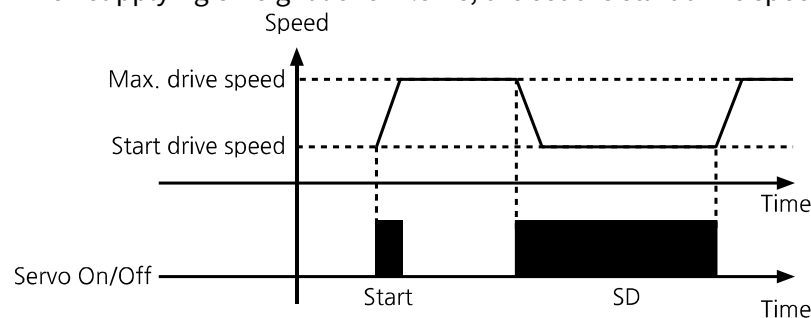 Speed
Max. drive speed
Start drive speed
Time
Servo On/Off
Start
SD
Time